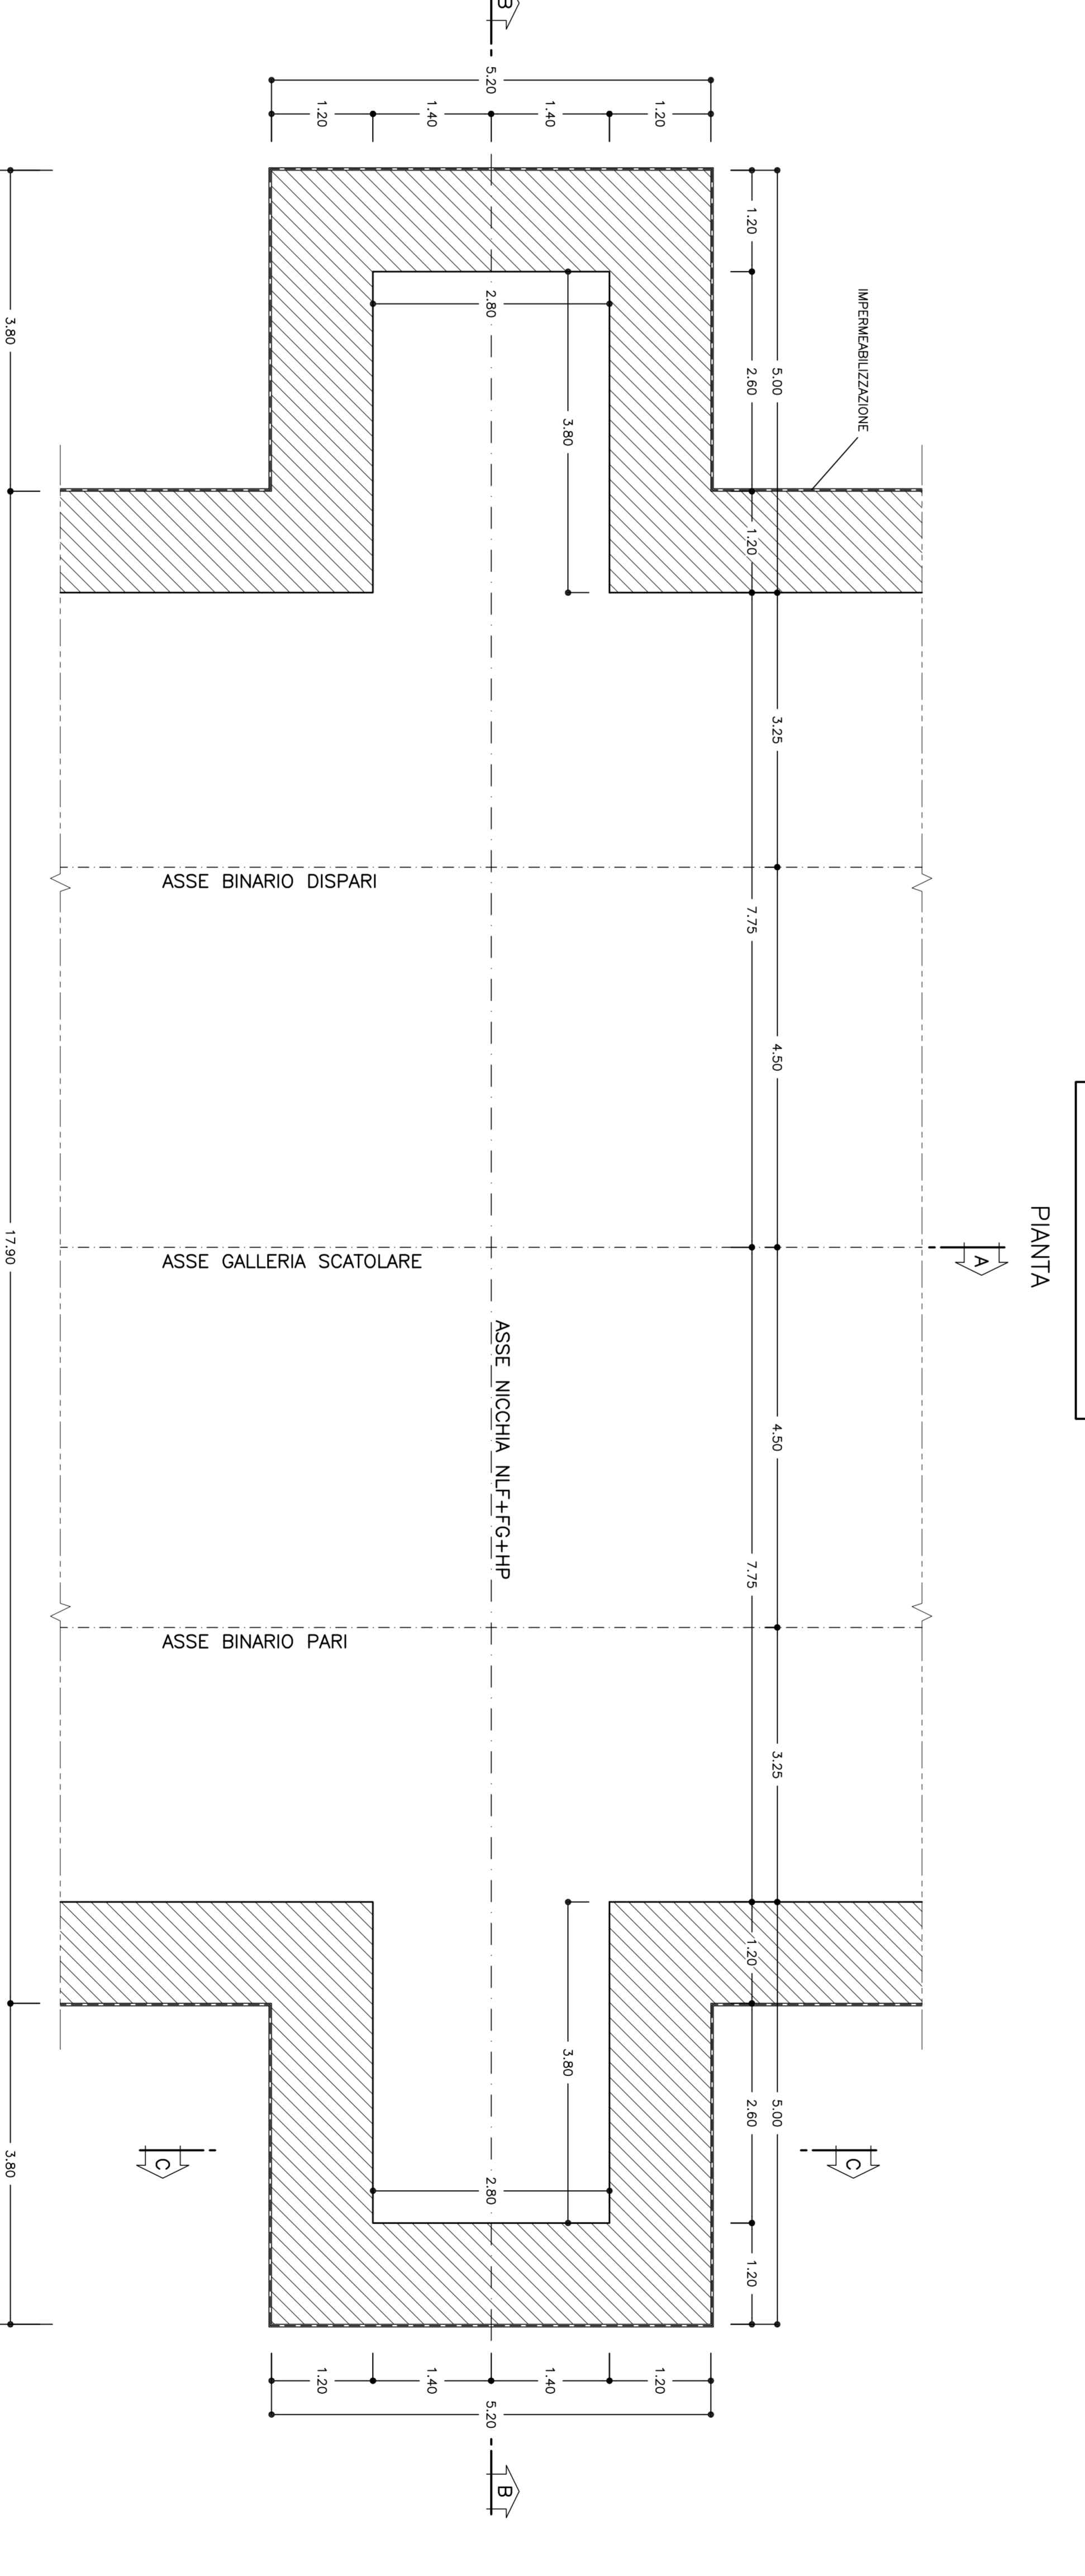 PIANTA
A
5.00
3.25
4.50
4.50
3.25
5.00
1.20
2.60
1.20
7.75
7.75
1.20
2.60
1.20
IMPERMEABILIZZAZIONE
B
5.20
1.20
1.40
1.40
1.20
2.80
3.80
ASSE BINARIO DISPARI
ASSE GALLERIA SCATOLARE
ASSE NICCHIA NLF+FG+HP
ASSE BINARIO PARI
3.80
2.80
C
C
1.20
1.40
1.40
1.20
5.20
B
3.80
17.90
3.80